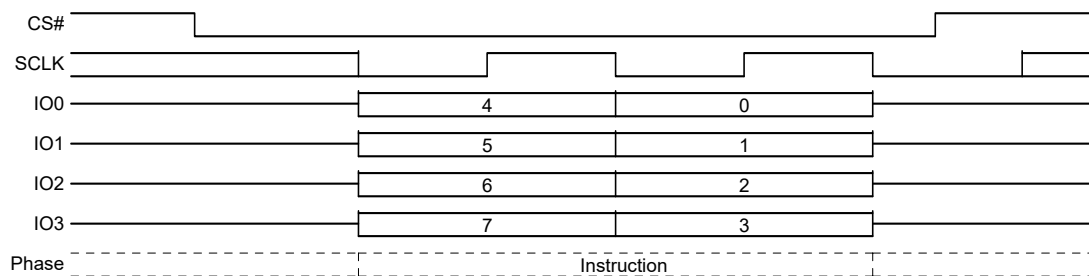 CS#
SCLK
IO0 4 0
IO1 5 1
IO2 6 2
IO3 7 3
Phase Instruction